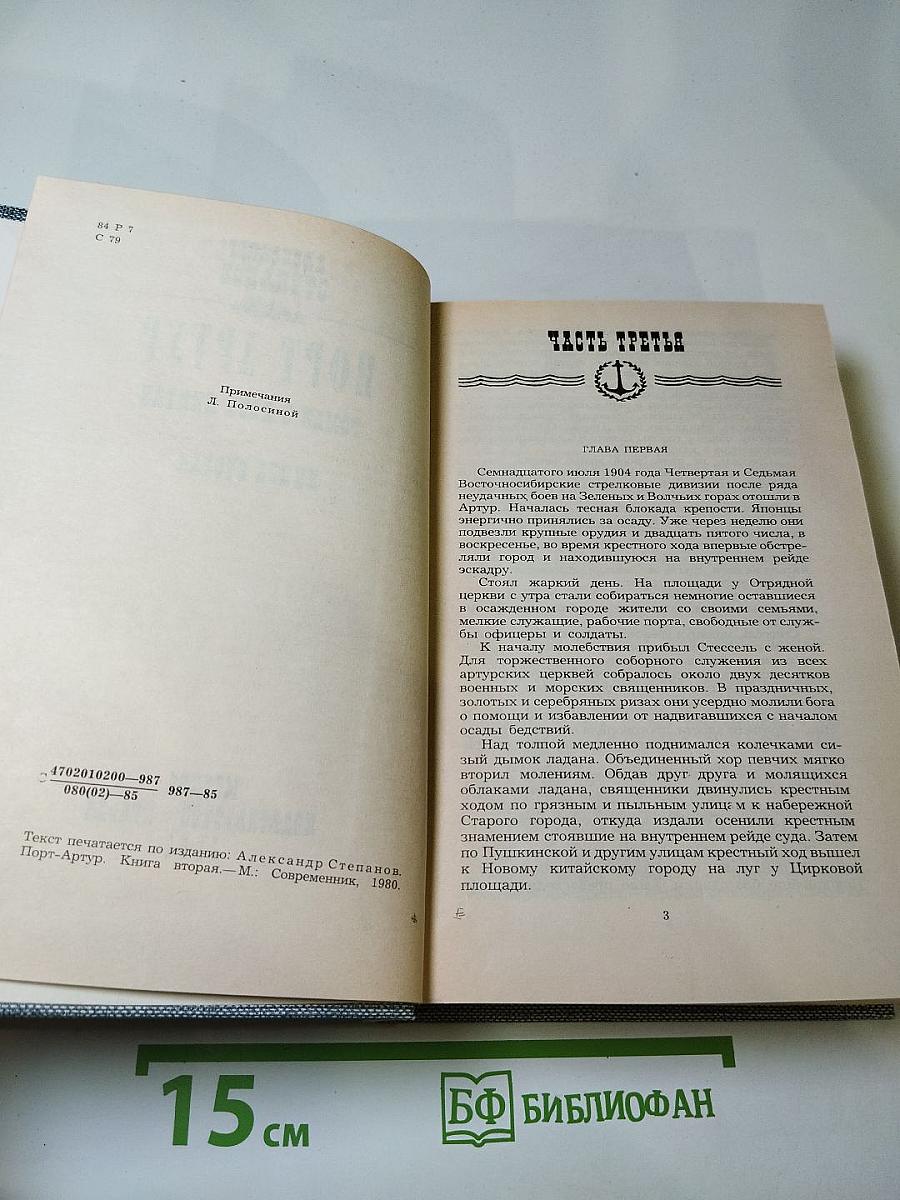 84 Р 7
С 79
Примечания
Л. Полосиной
С 4702010200—987
080(02)—85
987—85
Текст печатается по изданию: Александр Степанов.
Порт-Артур. Книга вторая.— М.: Современник, 1980.
ЧАСТЬ ТРЕТЬЯ
ГЛАВА ПЕРВАЯ
Семнадцатого июля 1904 года Четвертая и Седьмая
Восточносибирские стрелковые дивизии после ряда
неудачных боев на Зеленых и Волчьих горах отошли в
Артур. Началась тесная блокада крепости. Японцы
энергично принялись за осаду. Уже через неделю они
подвезли крупные орудия и двадцать пятого числа, в
воскресенье, во время крестного хода впервые обстре-
ляли город и находившуюся на внутреннем рейде
эскадру.
Стоял жаркий день. На площади у Отрядной
церкви с утра стали собираться немногие оставшиеся
в осажденном городе жители со своими семьями,
мелкие служащие, рабочие порта, свободные от служ-
бы офицеры и солдаты.
К началу молебствия прибыл Стессель с женой.
Для торжественного соборного служения из всех
артурских церквей собралось около двух десятков
военных и морских священников. В праздничных,
золотых и серебряных ризах они усердно молили бога
о помощи и избавлении от надвигавшихся с началом
осады бедствий.
Над толпой медленно поднимался колечками си-
зый дымок ладана. Объединенный хор певчих мягко
вторил молениям. Обдав друг друга и молящихся
облаками ладана, священники двинулись крестным
ходом по грязным и пыльным улицам к набережной
Старого города, откуда издали осенили крестным
знамением стоявшие на внутреннем рейде суда. Затем
по Пушкинской и другим улицам крестный ход вышел
к Новому китайскому городу на луг у Цирковой
площади.
3
15 см
БФ БИБЛИОФАН